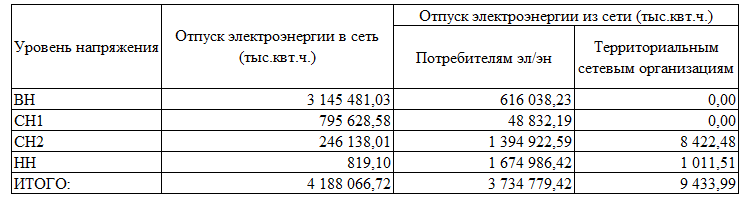 Уровень напряжения
Отпуск электроэнергии в сеть
(тыс.квт.ч.)
Отпуск электроэнергии из сети (тыс.квт.ч.)
Потребителям эл/эн
Территориальным
сетевым организациям
ВН 3 145 481,03 616 038,23 0,00
СН1 795 628,58 48 832,19 0,00
СН2 246 138,01 1 394 922,59 8 422,48
НН 819,10 1 674 986,42 1 011,51
ИТОГО: 4 188 066,72 3 734 779,42 9 433,99